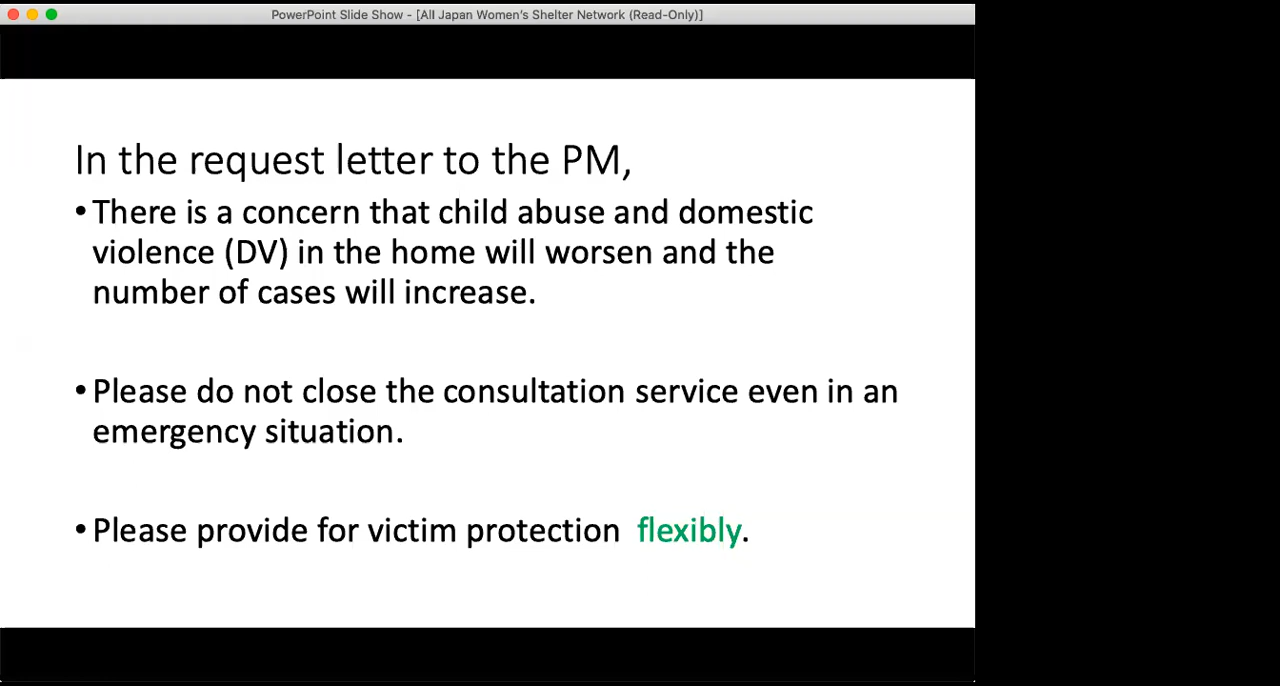 PowerPoint Slide Show - [All Japan Women's Shelter Network (Read-Only)]
In the request letter to the PM,
• There is a concern that child abuse and domestic
violence (DV) in the home will worsen and the
number of cases will increase.
• Please do not close the consultation service even in an
emergency situation.
• Please provide for victim protection flexibly.